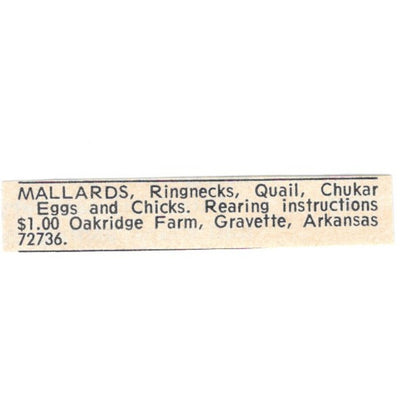 MALLARDS, Ringnecks, Quail, Chukar
Eggs and Chicks. Rearing instructions
$1.00 Oakridge Farm, Gravette, Arkansas
72736.